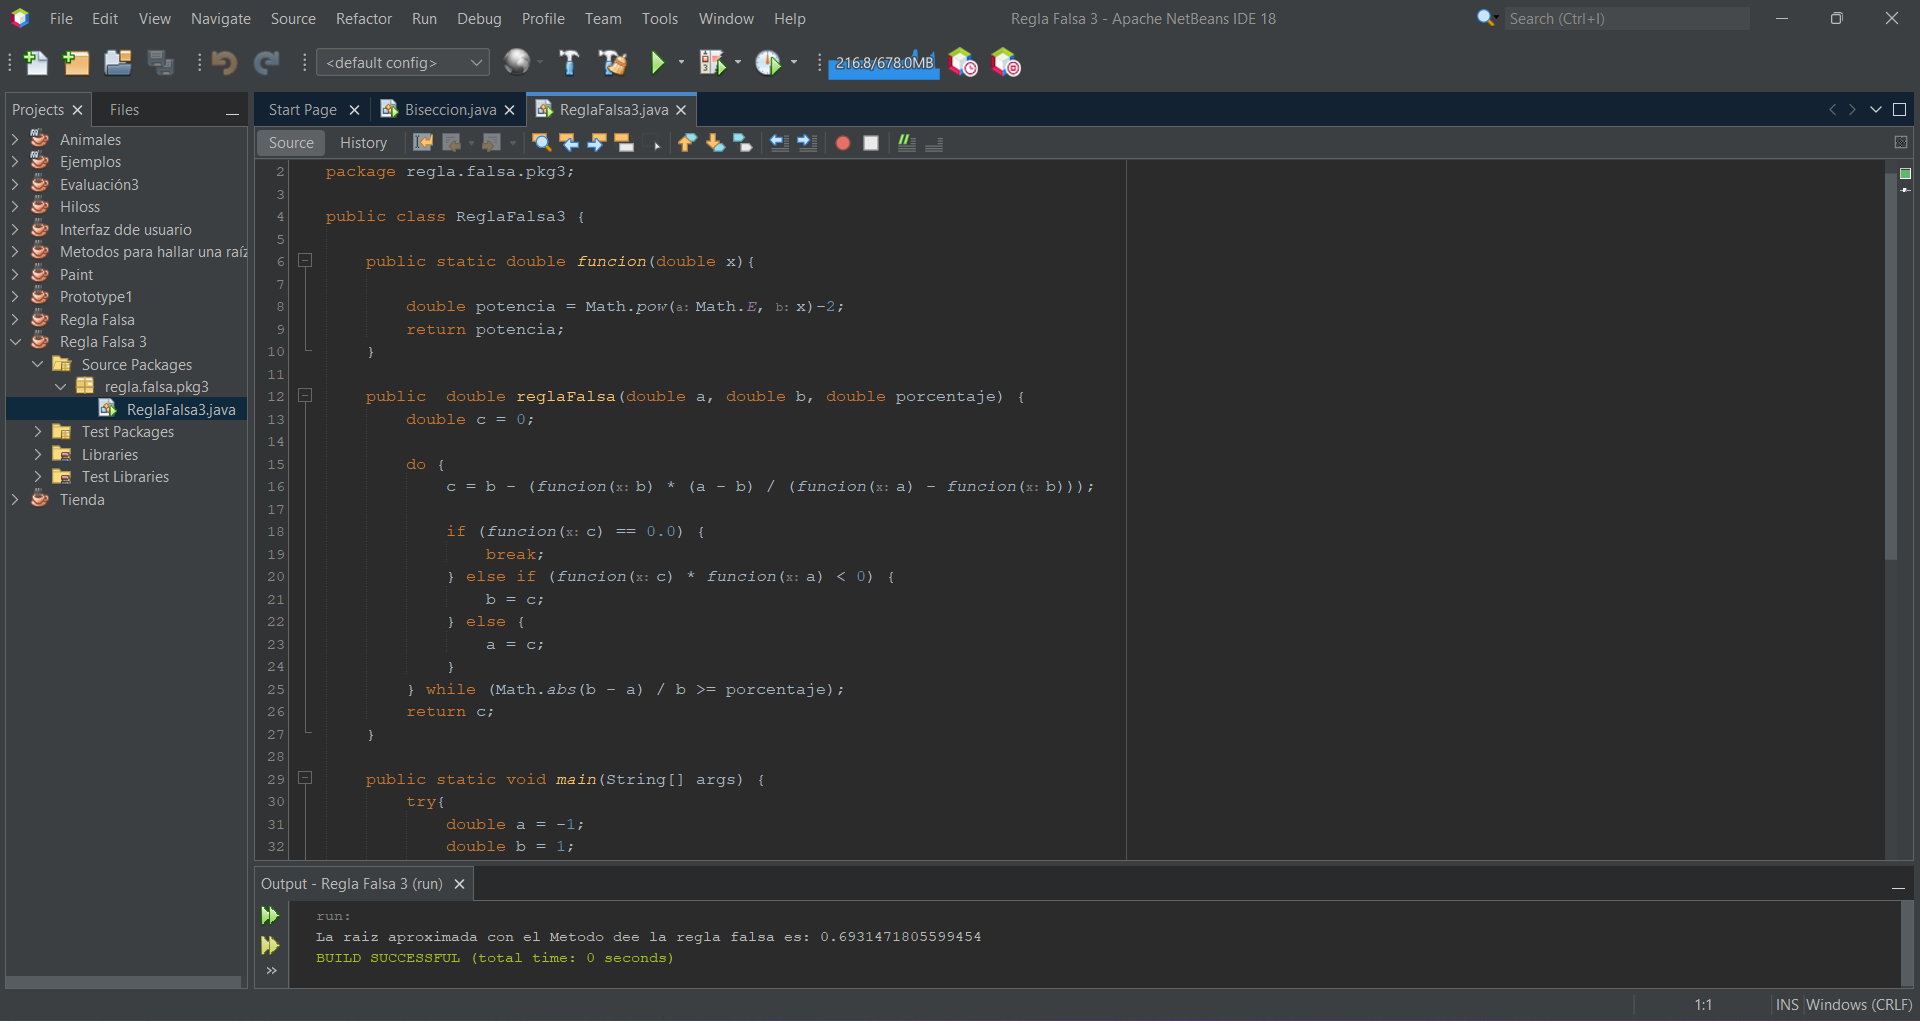 File Edit View Navigate Source Refactor Run Debug Profile Team Tools Window Help
Regla Falsa 3 - Apache NetBeans IDE 18
Search (Ctrl+I)
<default config>
216.8/678.0MB
Projects Files
Start Page Biseccion.java ReglaFalsa3.java
Source History
Animales
Ejemplos
Evaluación3
Hiloss
Interfaz dde usuario
Metodos para hallar una raíz
Paint
Prototype1
Regla Falsa
Regla Falsa 3
Source Packages
regla.falsa.pkg3
ReglaFalsa3.java
Test Packages
Libraries
Test Libraries
Tienda
2 package regla.falsa.pkg3;
3
4 public class ReglaFalsa3 {
5
6 public static double funcion(double x){
7
8 double potencia = Math.pow(a: Math.E, b: x)-2;
9 return potencia;
10 }
11
12 public  double reglaFalsa(double a, double b, double porcentaje) {
13 double c = 0;
14
15 do {
16 c = b - (funcion(x: b) * (a - b) / (funcion(x: a) - funcion(x: b)));
17
18 if (funcion(x: c) == 0.0) {
19 break;
20 } else if (funcion(x: c) * funcion(x: a) < 0) {
21 b = c;
22 } else {
23 a = c;
24 }
25 } while (Math.abs(b - a) / b >= porcentaje);
26 return c;
27 }
28
29 public static void main(String[] args) {
30 try{
31 double a = -1;
32 double b = 1;
Output - Regla Falsa 3 (run)
run:
La raiz aproximada con el Metodo dee la regla falsa es: 0.6931471805599454
BUILD SUCCESSFUL (total time: 0 seconds)
1:1 INS Windows (CRLF)